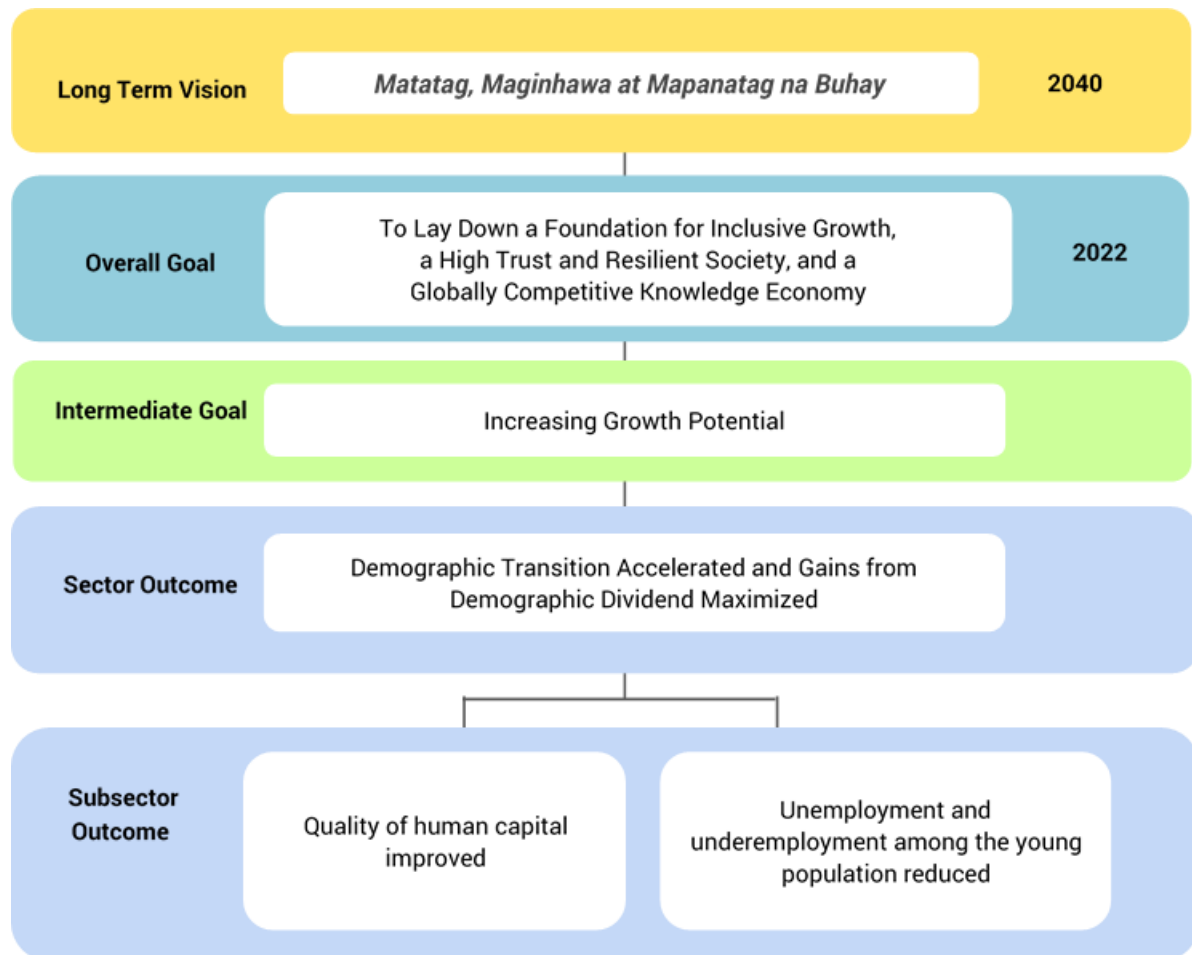 Long Term Vision
Matatag, Maginhawa at Mapanatag na Buhay
2040
Overall Goal
To Lay Down a Foundation for Inclusive Growth,
a High Trust and Resilient Society, and a
Globally Competitive Knowledge Economy
2022
Intermediate Goal
Increasing Growth Potential
Sector Outcome
Demographic Transition Accelerated and Gains from
Demographic Dividend Maximized
Subsector
Outcome
Quality of human capital
improved
Unemployment and
underemployment among the young
population reduced